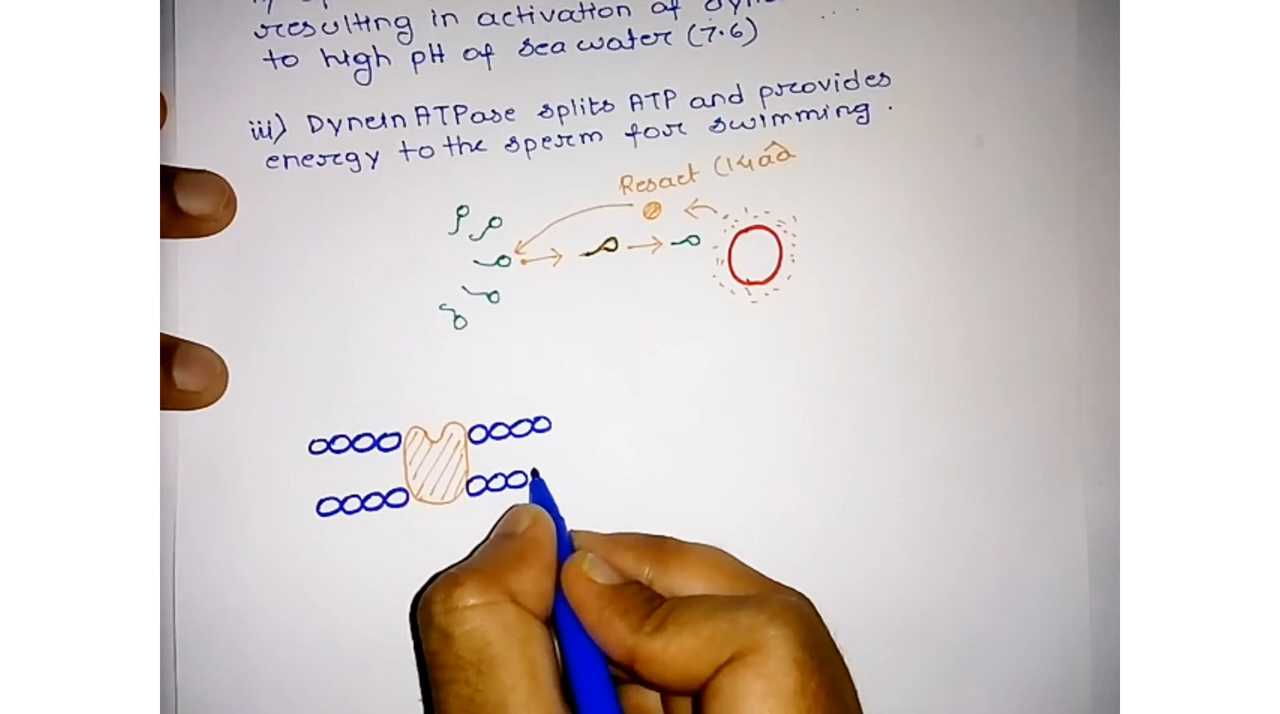 resulting in activation of
to high pH of sea water (7.6)
iii) Dynein ATPase splits ATP and provides
energy to the sperm for swimming.
Resact (14aa